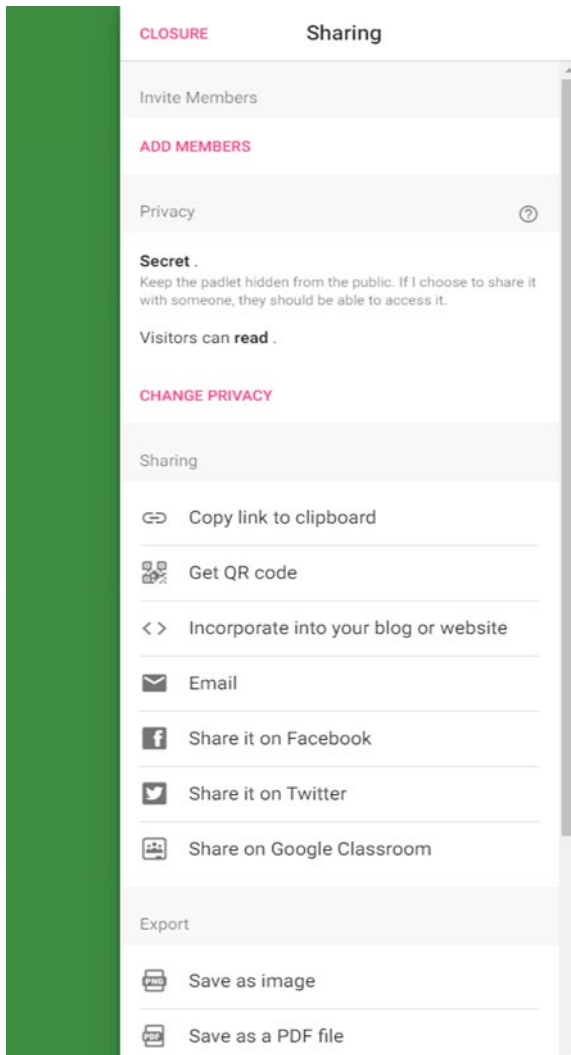 CLOSURE Sharing
Invite Members
ADD MEMBERS
Privacy
Secret .
Keep the padlet hidden from the public. If I choose to share it
with someone, they should be able to access it.
Visitors can read .
CHANGE PRIVACY
Sharing
Copy link to clipboard
Get QR code
Incorporate into your blog or website
Email
Share it on Facebook
Share it on Twitter
Share on Google Classroom
Export
PNG Save as image
PDF Save as a PDF file